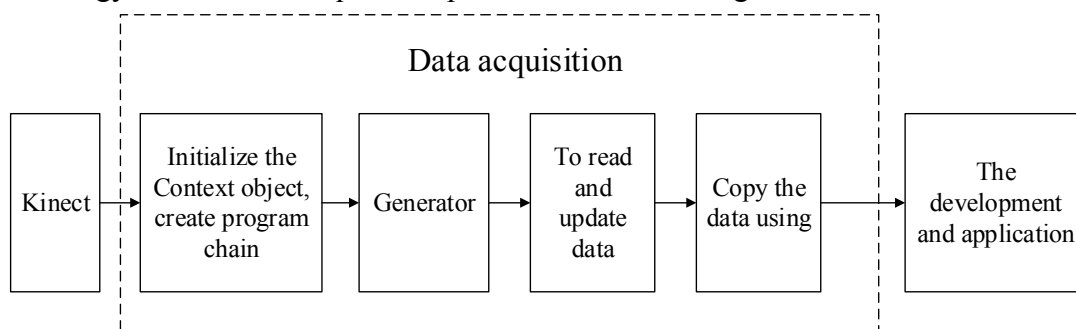 Data acquisition
Kinect
Initialize the
Context object,
create program
chain
Generator
To read
and
update
data
Copy the
data using
The
development
and application